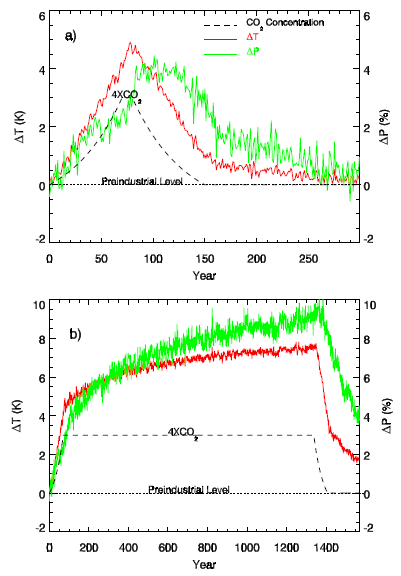 CO2 Concentration
ΔT
ΔP
a)
6
4
2
0
-2
ΔT (K)
4XCO2
Preindustrial Level
6
4
2
0
-2
ΔP (%)
0 50 100 150 200 250
Year
b)
10
8
6
4
2
0
-2
ΔT (K)
4XCO2
Preindustrial Level
10
8
6
4
2
0
-2
ΔP (%)
0 200 400 600 800 1000 1200 1400
Year